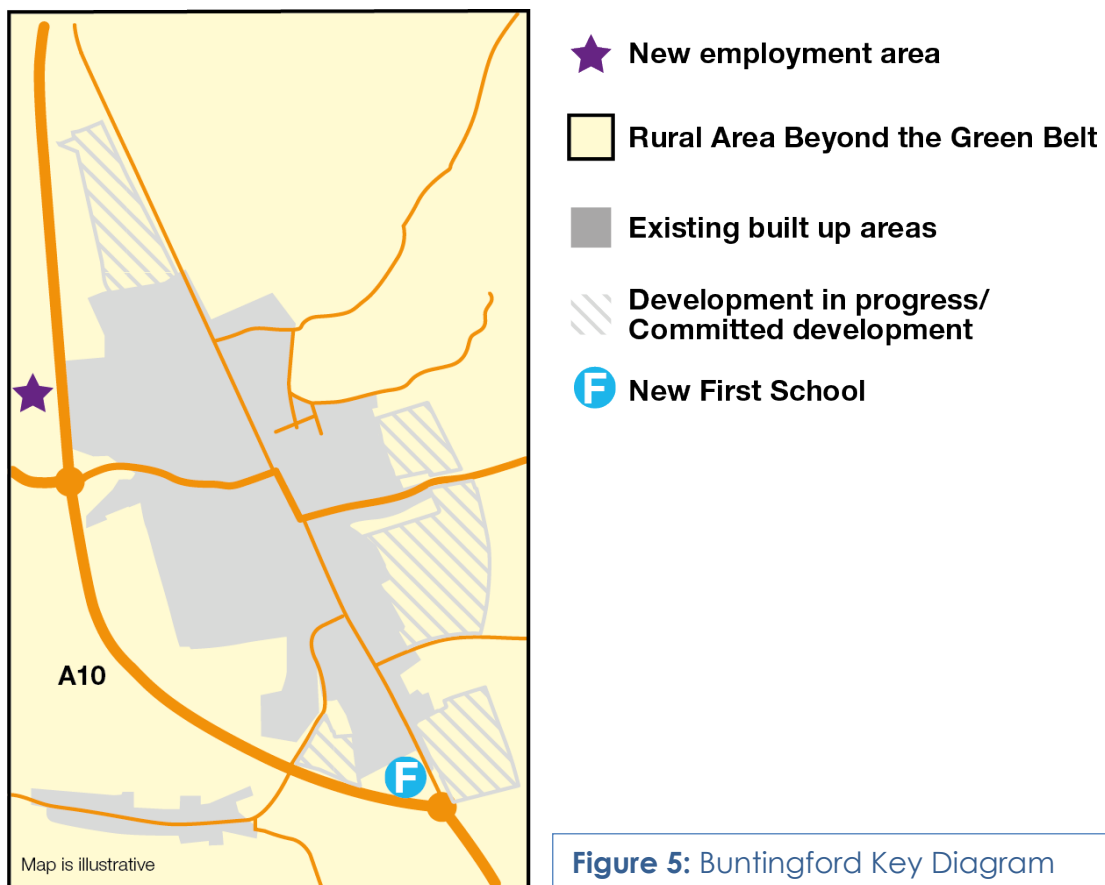 A10
Map is illustrative
New employment area
Rural Area Beyond the Green Belt
Existing built up areas
Development in progress/
Committed development
F
New First School
F
Figure 5: Buntingford Key Diagram